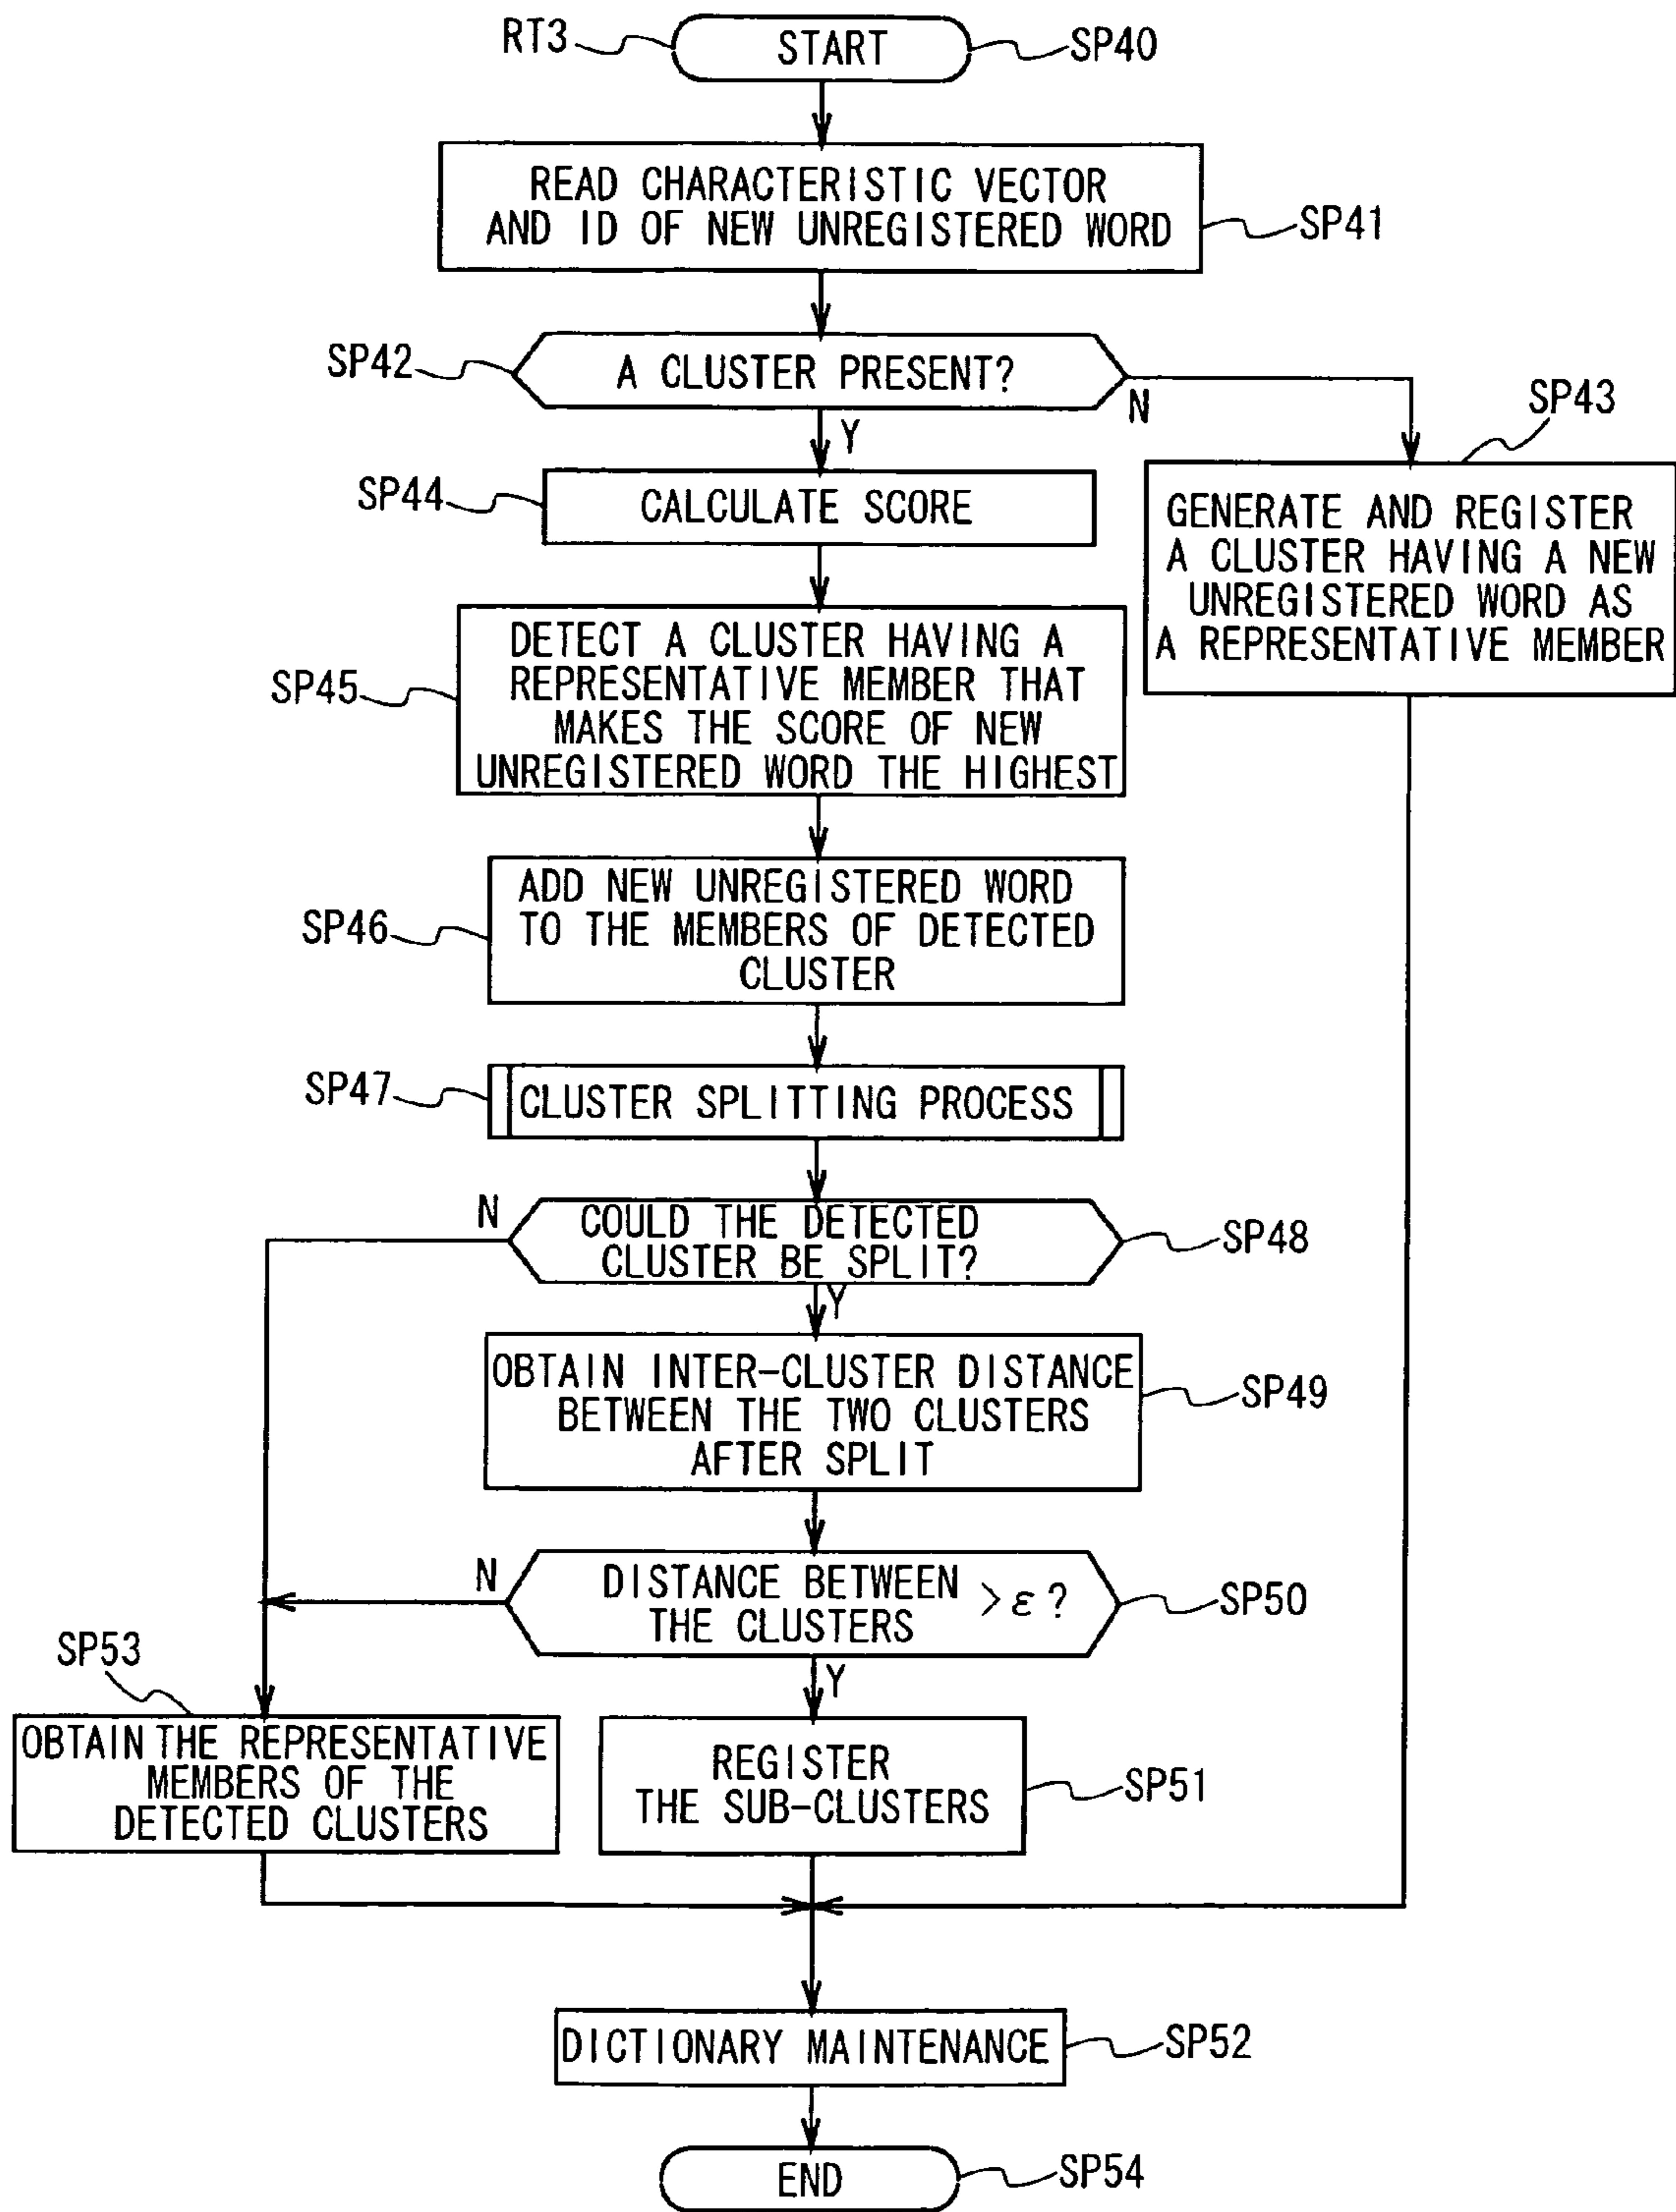 RT3
START
SP40
READ CHARACTERISTIC VECTOR
AND ID OF NEW UNREGISTERED WORD
SP41
SP42
A CLUSTER PRESENT?
N
Y
SP43
GENERATE AND REGISTER
A CLUSTER HAVING A NEW
UNREGISTERED WORD AS
A REPRESENTATIVE MEMBER
SP44
CALCULATE SCORE
SP45
DETECT A CLUSTER HAVING A
REPRESENTATIVE MEMBER THAT
MAKES THE SCORE OF NEW
UNREGISTERED WORD THE HIGHEST
SP46
ADD NEW UNREGISTERED WORD
TO THE MEMBERS OF DETECTED
CLUSTER
SP47
CLUSTER SPLITTING PROCESS
N
COULD THE DETECTED
CLUSTER BE SPLIT?
SP48
Y
OBTAIN INTER-CLUSTER DISTANCE
BETWEEN THE TWO CLUSTERS
AFTER SPLIT
SP49
N
DISTANCE BETWEEN
THE CLUSTERS
>ε?
SP50
Y
SP53
OBTAIN THE REPRESENTATIVE
MEMBERS OF THE
DETECTED CLUSTERS
REGISTER
THE SUB-CLUSTERS
SP51
DICTIONARY MAINTENANCE
SP52
END
SP54